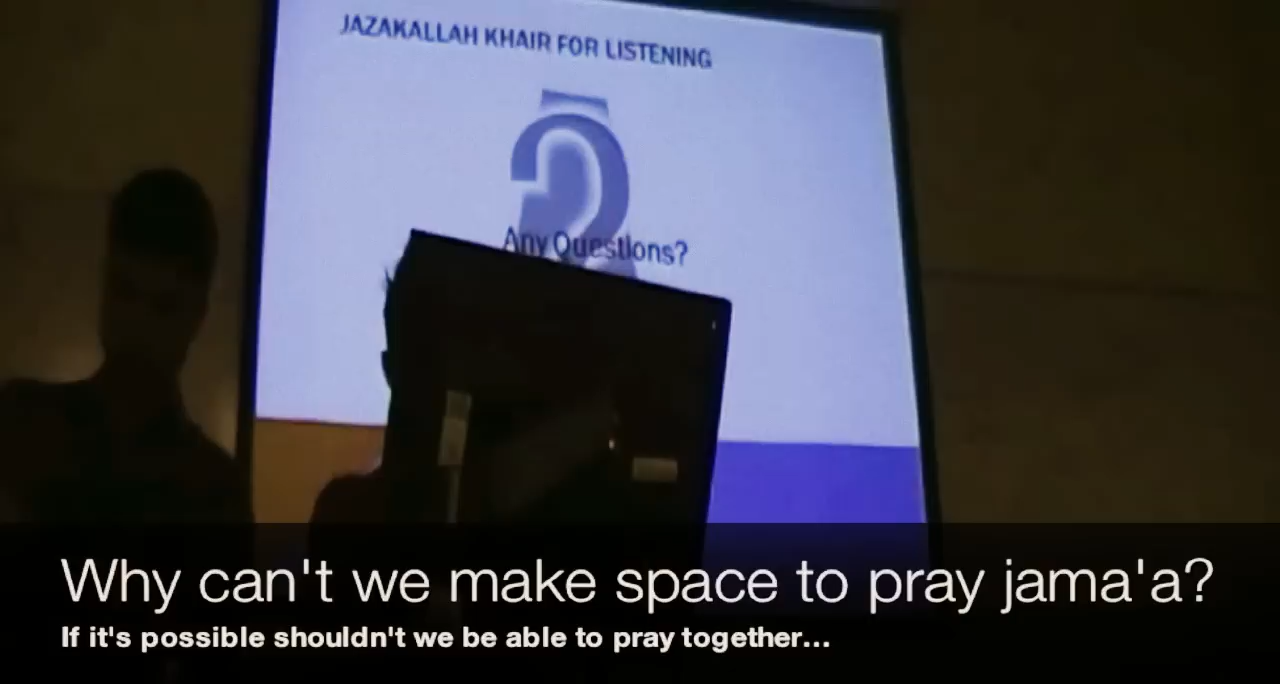 JAZAKALLAH KHAIR FOR LISTENING
Any Questions?
Why can't we make space to pray jama'a?
If it's possible shouldn't we be able to pray together...